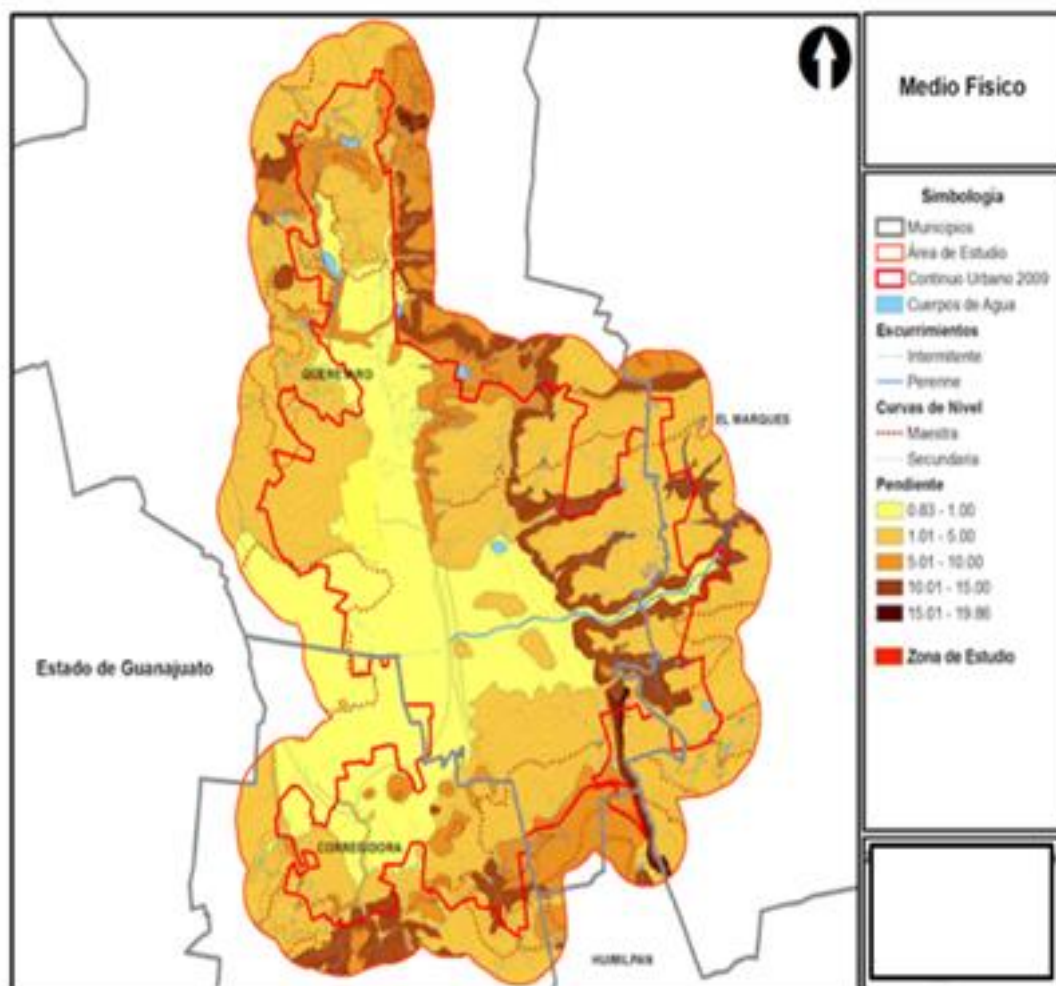 Medio Físico
Simbología
Municipios
Área de Estudio
Continuo Urbano 2009
Cuerpos de Agua
Escurrimientos
Intermitente
Perenne
Curvas de Nivel
Maestra
Secundaria
Pendiente
0.83 - 1.00
1.01 - 5.00
5.01 - 10.00
10.01 - 15.00
15.01 - 19.86
Zona de Estudio
QUERETARO
EL MARQUES
Estado de Guanajuato
CORREGIDORA
HUIMILPAN